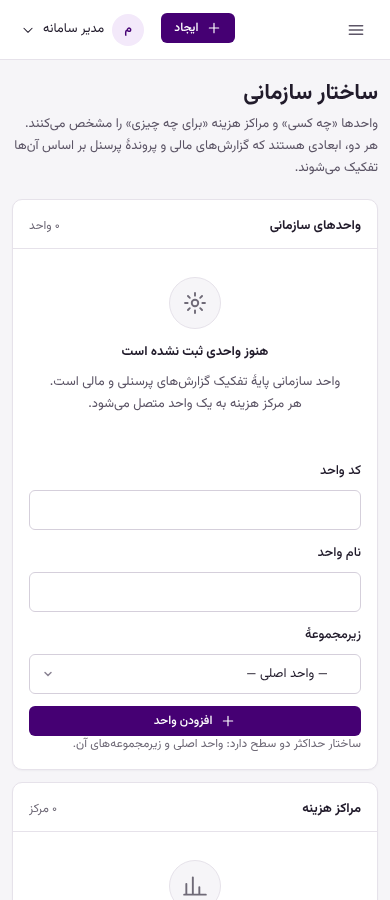 ایجاد
م
مدیر سامانه
ساختار سازمانی
واحدها «چه کسی» و مراکز هزینه «برای چه چیزی» را مشخص می‌کنند.
هر دو، ابعادی هستند که گزارش‌های مالی و پروندهٔ پرسنل بر اساس آن‌ها
تفکیک می‌شوند.
واحدهای سازمانی
۰ واحد
هنوز واحدی ثبت نشده است
واحد سازمانی پایهٔ تفکیک گزارش‌های پرسنلی و مالی است.
هر مرکز هزینه به یک واحد متصل می‌شود.
کد واحد
نام واحد
زیرمجموعهٔ
— واحد اصلی —
افزودن واحد
ساختار حداکثر دو سطح دارد: واحد اصلی و زیرمجموعه‌های آن.
مراکز هزینه
۰ مرکز